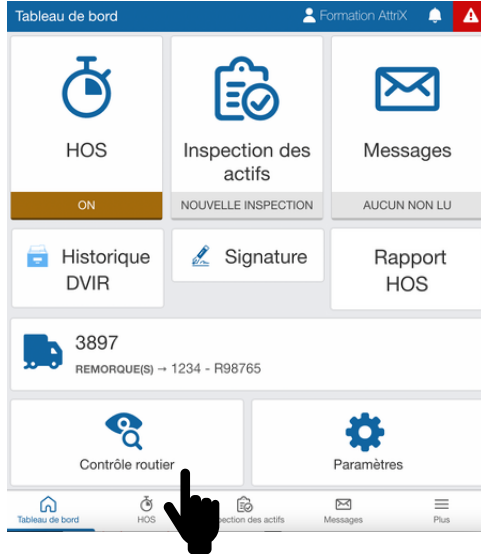 Tableau de bord
Formation AttriX
HOS
ON
Inspection des
actifs
NOUVELLE INSPECTION
Messages
AUCUN NON LU
Historique
DVIR
Signature
Rapport
HOS
3897
REMORQUE(S) → 1234 - R98765
Contrôle routier
Paramètres
Tableau de bord
HOS
ection des actifs
Messages
Plus